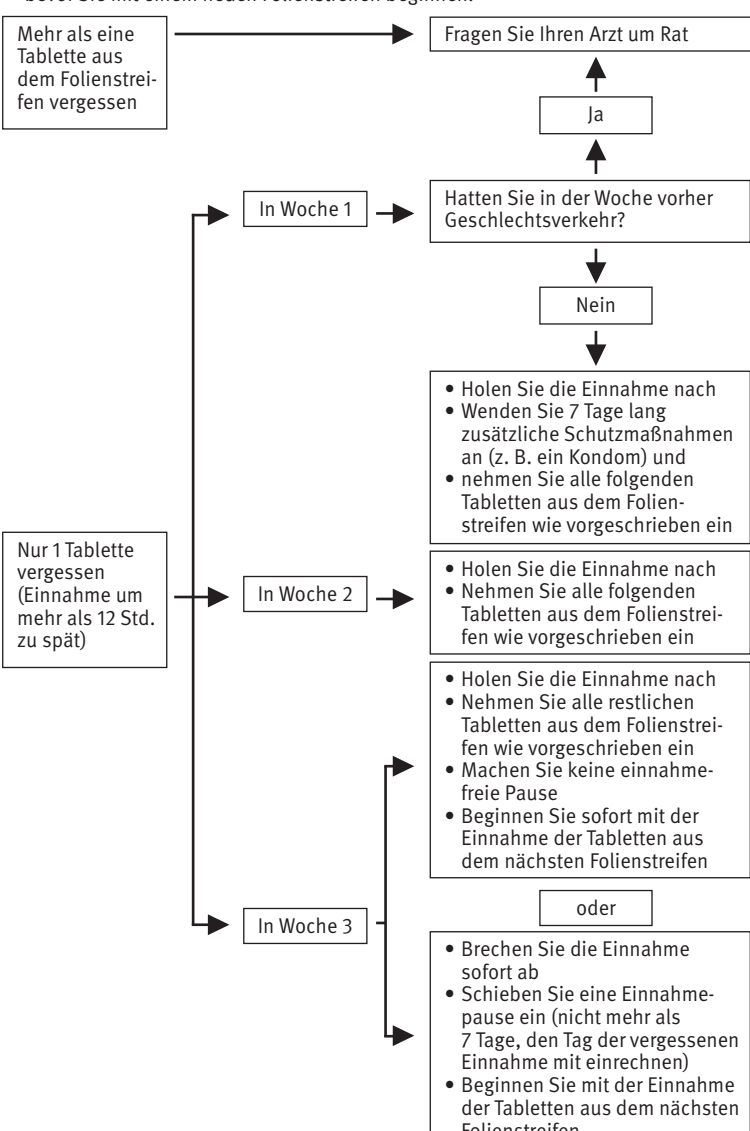 bevor Sie mit einem neuen Folienstreifen beginnen.
Mehr als eine
Tablette aus
dem Folienstrei-
fen vergessen
Fragen Sie Ihren Arzt um Rat
Ja
In Woche 1
Hatten Sie in der Woche vorher
Geschlechtsverkehr?
Nein
• Holen Sie die Einnahme nach
• Wenden Sie 7 Tage lang
zusätzliche Schutzmaßnahmen
an (z. B. ein Kondom) und
• nehmen Sie alle folgenden
Tabletten aus dem Folien-
streifen wie vorgeschrieben ein
Nur 1 Tablette
vergessen
(Einnahme um
mehr als 12 Std.
zu spät)
In Woche 2
• Holen Sie die Einnahme nach
• Nehmen Sie alle folgenden
Tabletten aus dem Folienstrei-
fen wie vorgeschrieben ein
• Holen Sie die Einnahme nach
• Nehmen Sie alle restlichen
Tabletten aus dem Folienstrei-
fen wie vorgeschrieben ein
• Machen Sie keine einnahme-
freie Pause
• Beginnen Sie sofort mit der
Einnahme der Tabletten aus
dem nächsten Folienstreifen
In Woche 3
oder
• Brechen Sie die Einnahme
sofort ab
• Schieben Sie eine Einnahme-
pause ein (nicht mehr als
7 Tage, den Tag der vergessenen
Einnahme mit einrechnen)
• Beginnen Sie mit der Einnahme
der Tabletten aus dem nächsten
Folienstreifen